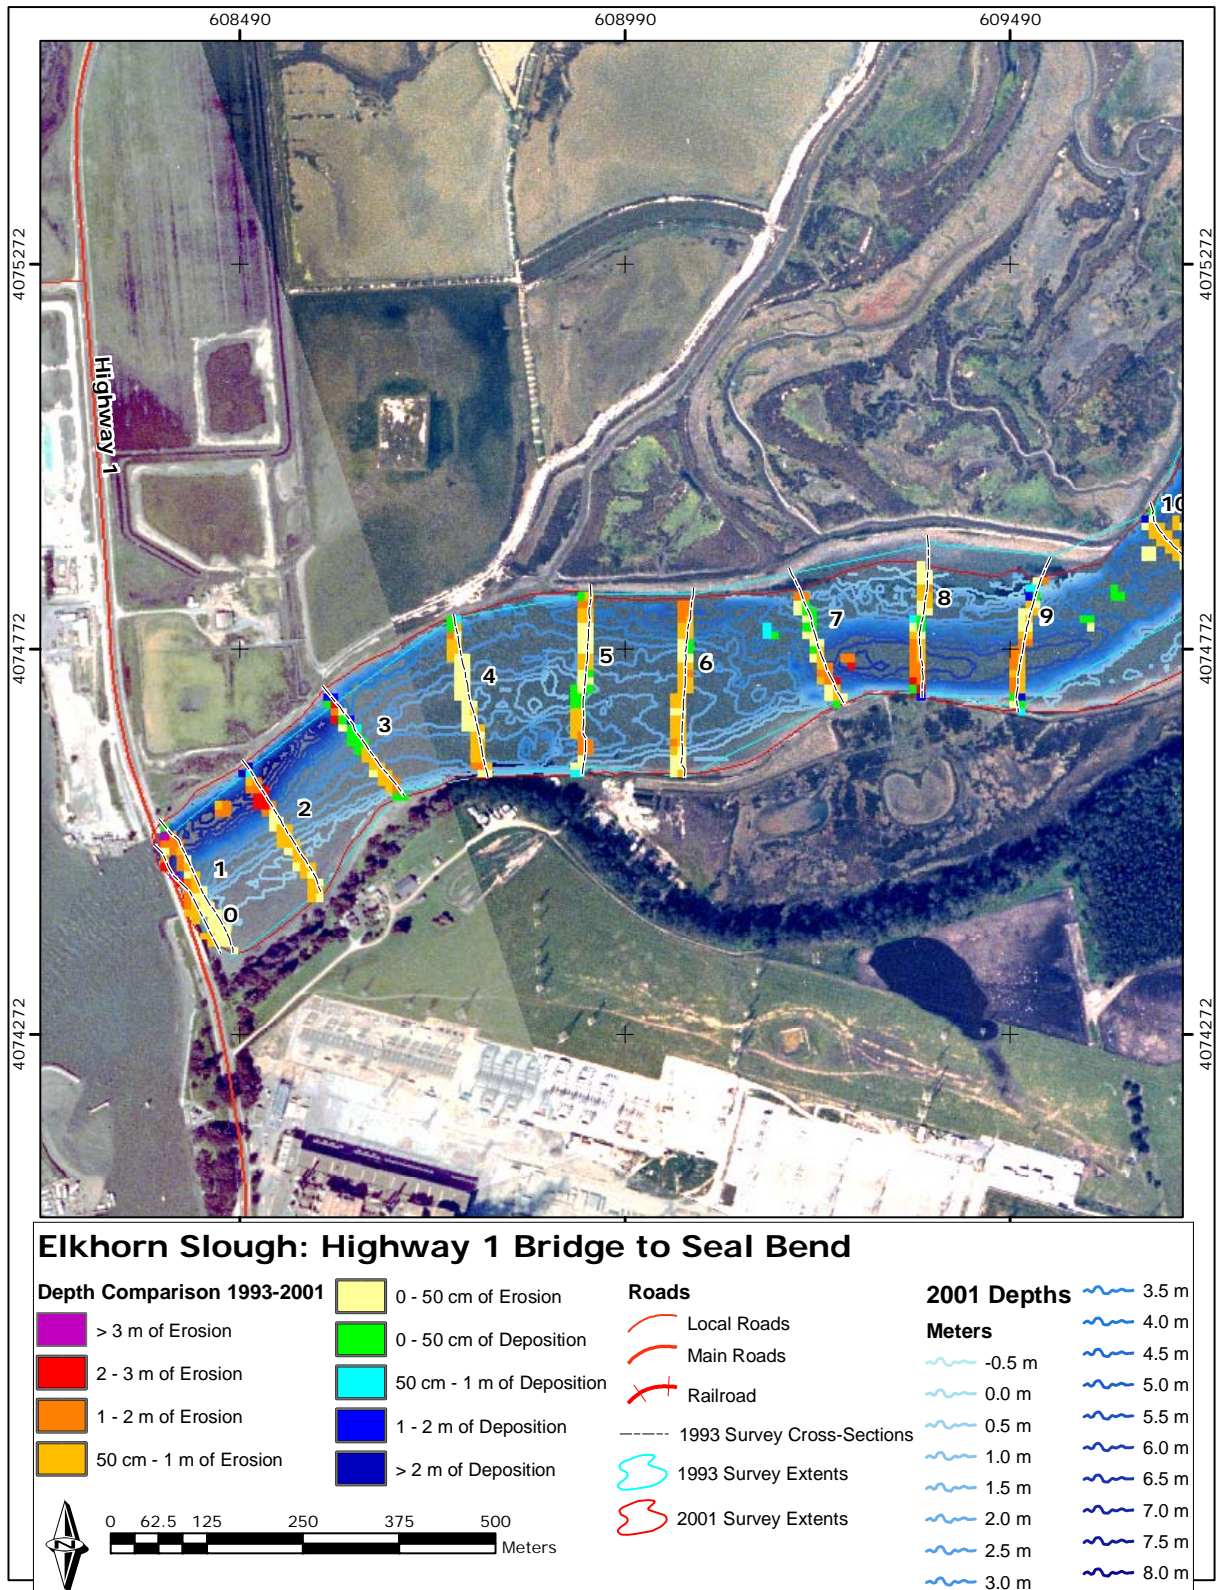 608490
608990
609490
4075272
4075272
Highway 1
10
8
9
7
5
6
4
4074772
4074772
3
2
1
0
4074272
4074272
Elkhorn Slough: Highway 1 Bridge to Seal Bend
Depth Comparison 1993-2001
> 3 m of Erosion
2 - 3 m of Erosion
1 - 2 m of Erosion
50 cm - 1 m of Erosion
0 - 50 cm of Erosion
0 - 50 cm of Deposition
50 cm - 1 m of Deposition
1 - 2 m of Deposition
> 2 m of Deposition
Roads
Local Roads
Main Roads
Railroad
1993 Survey Cross-Sections
1993 Survey Extents
2001 Survey Extents
2001 Depths
Meters
-0.5 m
0.0 m
0.5 m
1.0 m
1.5 m
2.0 m
2.5 m
3.0 m
3.5 m
4.0 m
4.5 m
5.0 m
5.5 m
6.0 m
6.5 m
7.0 m
7.5 m
8.0 m
N
0 62.5 125 250 375 500
Meters